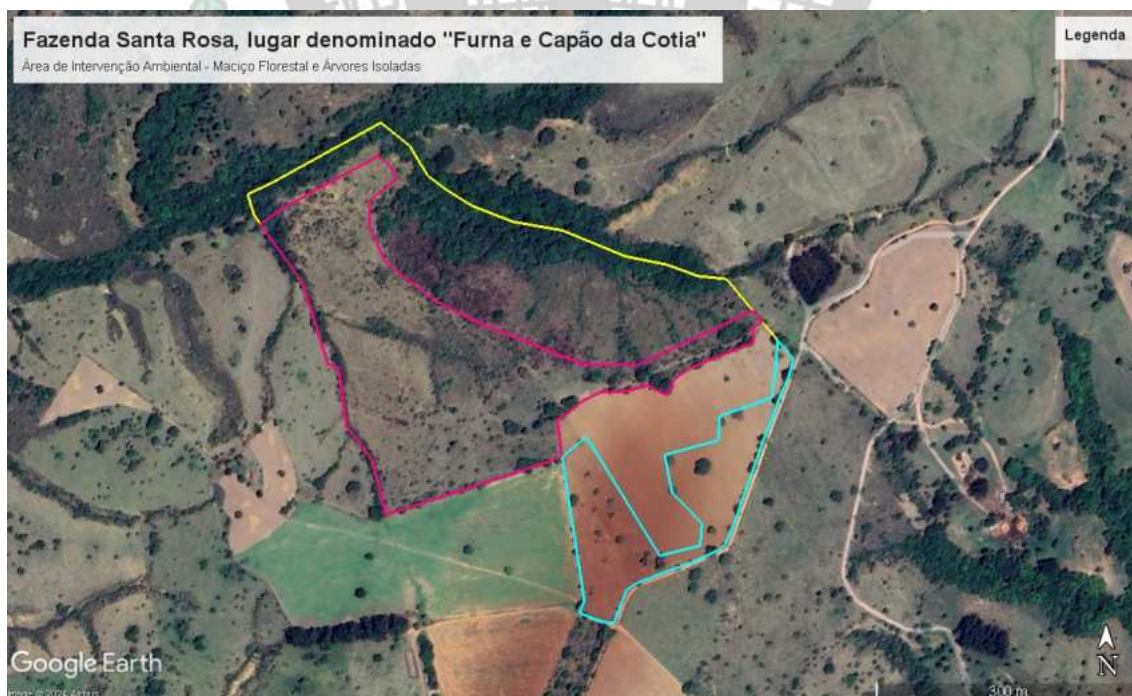 Fazenda Santa Rosa, lugar denominado "Furna e Capão da Cotia"
Área de Intervenção Ambiental - Maciço Florestal e Árvores Isoladas
Legenda
Google Earth
N
300 m